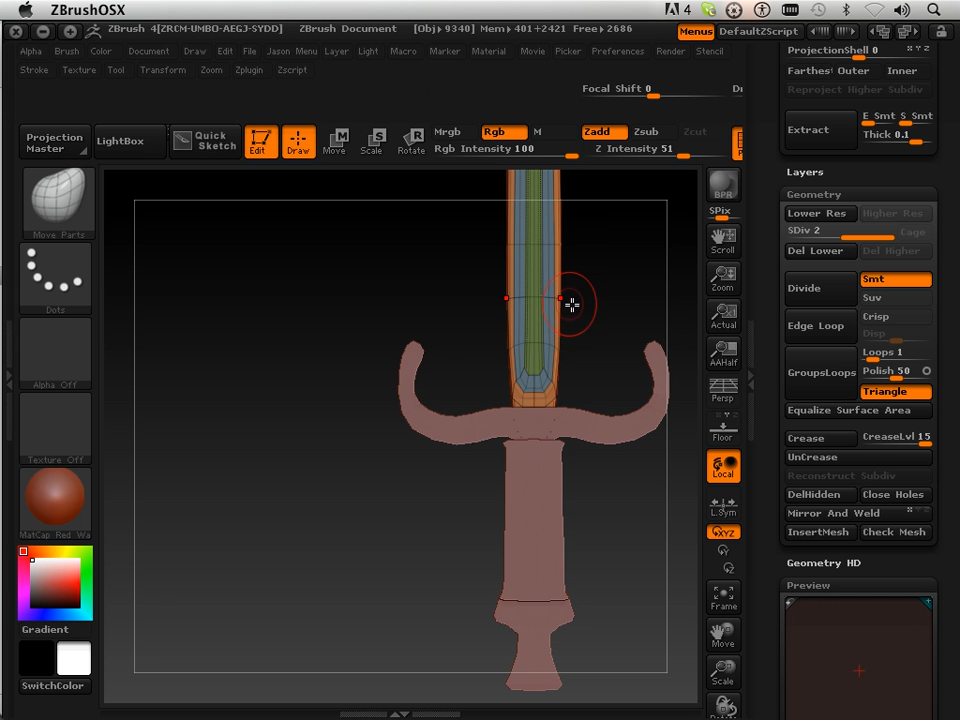 ZBrushOSX
4
ZBrush 4[ZRCM-UMBO-AEGJ-SYDD] ZBrush Document [Obj+ 9340] Mem+401+2421 Free+2686
Menus
DefaultZScript
Alpha Brush Color Document Draw Edit File Jason Menu Layer Light Macro Marker Material Movie Picker Preferences Render Stencil
Stroke Texture Tool Transform Zoom Zplugin Zscript
Focal Shift 0
Projection Master
LightBox
Quick Sketch
Edit
Draw
Move
Scale
Rotate
Mrgb Rgb M
Rgb Intensity 100
Zadd Zsub Zcut
Z Intensity 51
Move Parts
Dots
Alpha Off
Texture Off
MatCap Red Wa
Gradient
SwitchColor
BPR
SPix
Scroll
Zoom
Actual
AAHalf
Persp
Floor
Local
L.Sym
XYZ
Frame
Move
Scale
ProjectionShell 0
Farthest Outer Inner
Reproject Higher Subdiv
Extract
E Smt S Smt
Thick 0.1
Layers
Geometry
Lower Res Higher Res
SDiv 2
Cage
Del Lower Del Higher
Divide
Smt
Suv
Edge Loop
Crisp
Disp
GroupsLoops
Loops 1
Polish 50
Triangle
Equalize Surface Area
Crease
CreaseLvl 15
UnCrease
Reconstruct Subdiv
DelHidden Close Holes
Mirror And Weld
InsertMesh Check Mesh
Geometry HD
Preview